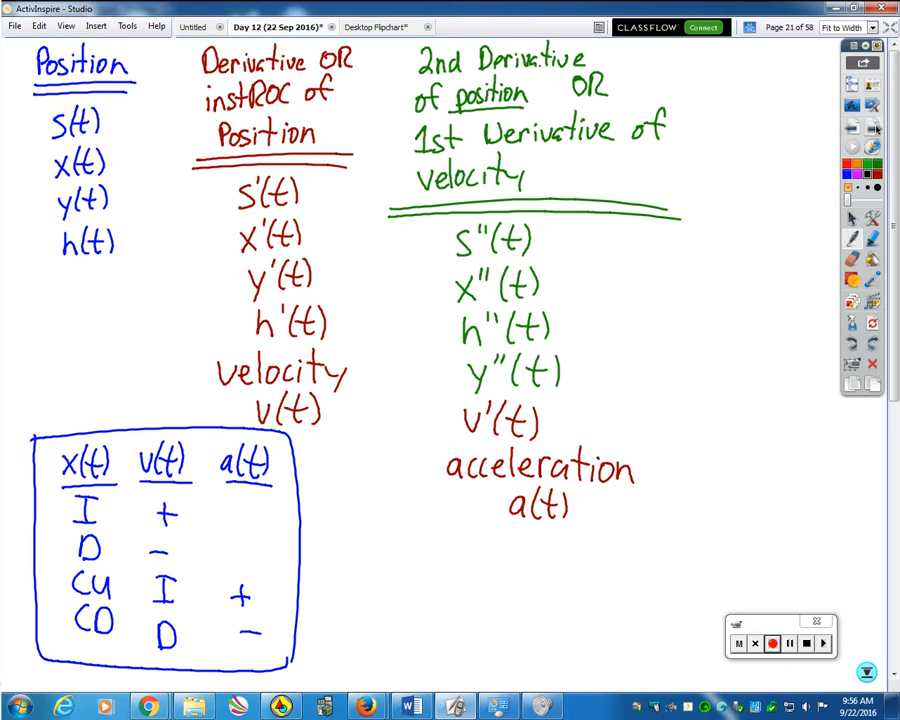 ActivInspire - Studio
File Edit View Insert Tools Help
Untitled
Day 12 (22 Sep 2016)*
Desktop Flipchart*
CLASSFLOW Connect
Page 21 of 58
Fit to Width
Position
s(t)
x(t)
y(t)
h(t)
Derivative OR
instROC of
Position
s'(t)
x'(t)
y'(t)
h'(t)
velocity
v(t)
2nd Derivative
of position OR
1st Derivative of
velocity
s"(t)
x"(t)
h"(t)
y"(t)
v'(t)
acceleration
a(t)
x(t) v(t) a(t)
I +
D -
CU I +
CD D -
M
9:56 AM
9/22/2016